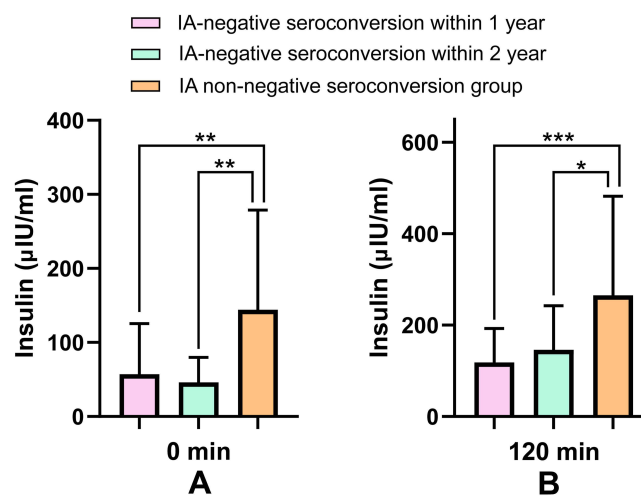 IA-negative seroconversion within 1 year
IA-negative seroconversion within 2 year
IA non-negative seroconversion group
Insulin (μIU/ml)
400
300
200
100
0
**
**
0 min
A
Insulin (μIU/ml)
600
400
200
0
***
*
120 min
B